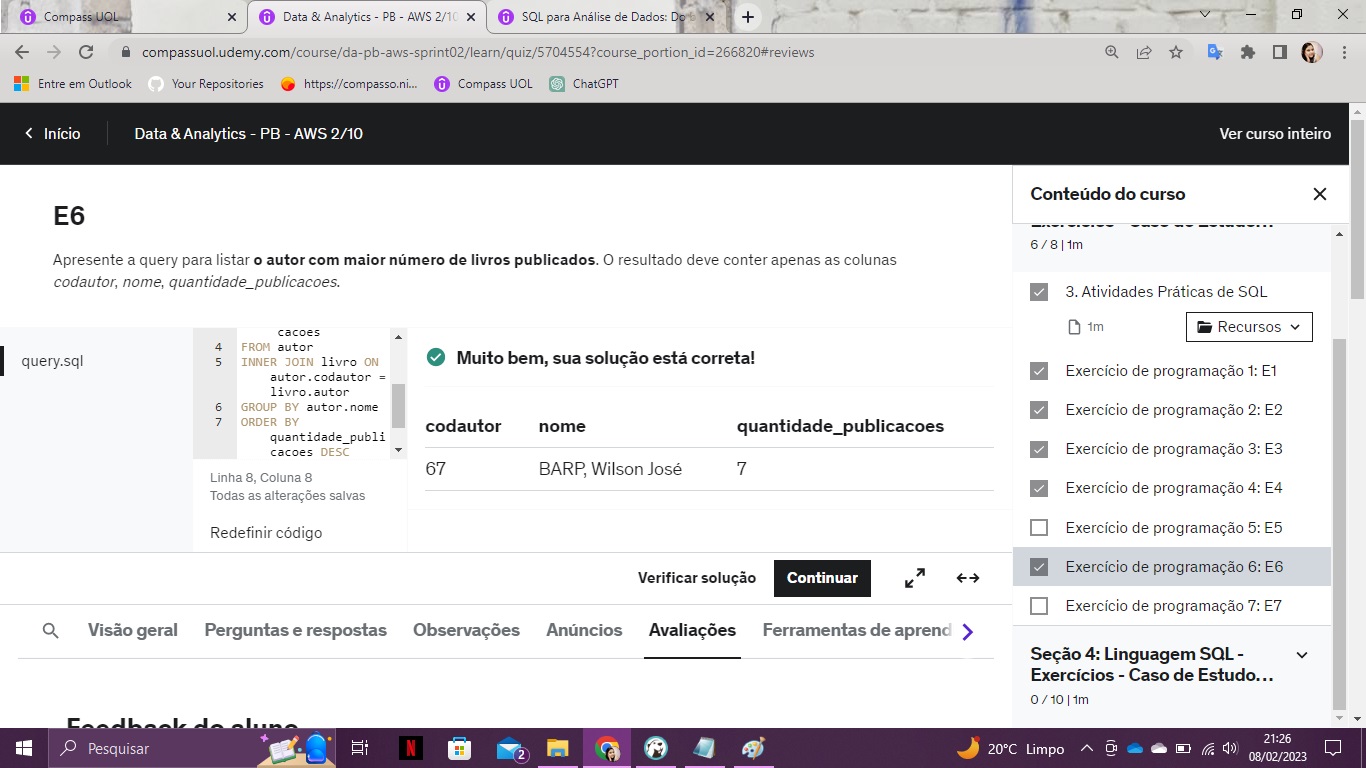 Compass UOL
Data & Analytics - PB - AWS 2/10
SQL para Análise de Dados: Do
compassuol.udemy.com/course/da-pb-aws-sprint02/learn/quiz/5704554?course_portion_id=266820#reviews
Entre em Outlook
Your Repositories
https://compasso.ni...
Compass UOL
ChatGPT
Início
Data & Analytics - PB - AWS 2/10
Ver curso inteiro
E6
Apresente a query para listar o autor com maior número de livros publicados. O resultado deve conter apenas as colunas
codautor, nome, quantidade_publicacoes.
query.sql
cacoes
4 FROM autor
5 INNER JOIN livro ON
autor.codautor =
livro.autor
6 GROUP BY autor.nome
7 ORDER BY
quantidade_publi
cacoes DESC
Linha 8, Coluna 8
Todas as alterações salvas
Redefinir código
Muito bem, sua solução está correta!
codautor nome quantidade_publicacoes
67 BARP, Wilson José 7
Verificar solução
Continuar
Visão geral
Perguntas e respostas
Observações
Anúncios
Avaliações
Ferramentas de aprend
Feedback do aluno
Conteúdo do curso
Exercícios - Caso de Estudo...
6 / 8 | 1m
3. Atividades Práticas de SQL
1m
Recursos
Exercício de programação 1: E1
Exercício de programação 2: E2
Exercício de programação 3: E3
Exercício de programação 4: E4
Exercício de programação 5: E5
Exercício de programação 6: E6
Exercício de programação 7: E7
Seção 4: Linguagem SQL -
Exercícios - Caso de Estudo...
0 / 10 | 1m
Pesquisar
N
2
20°C Limpo
21:26
08/02/2023